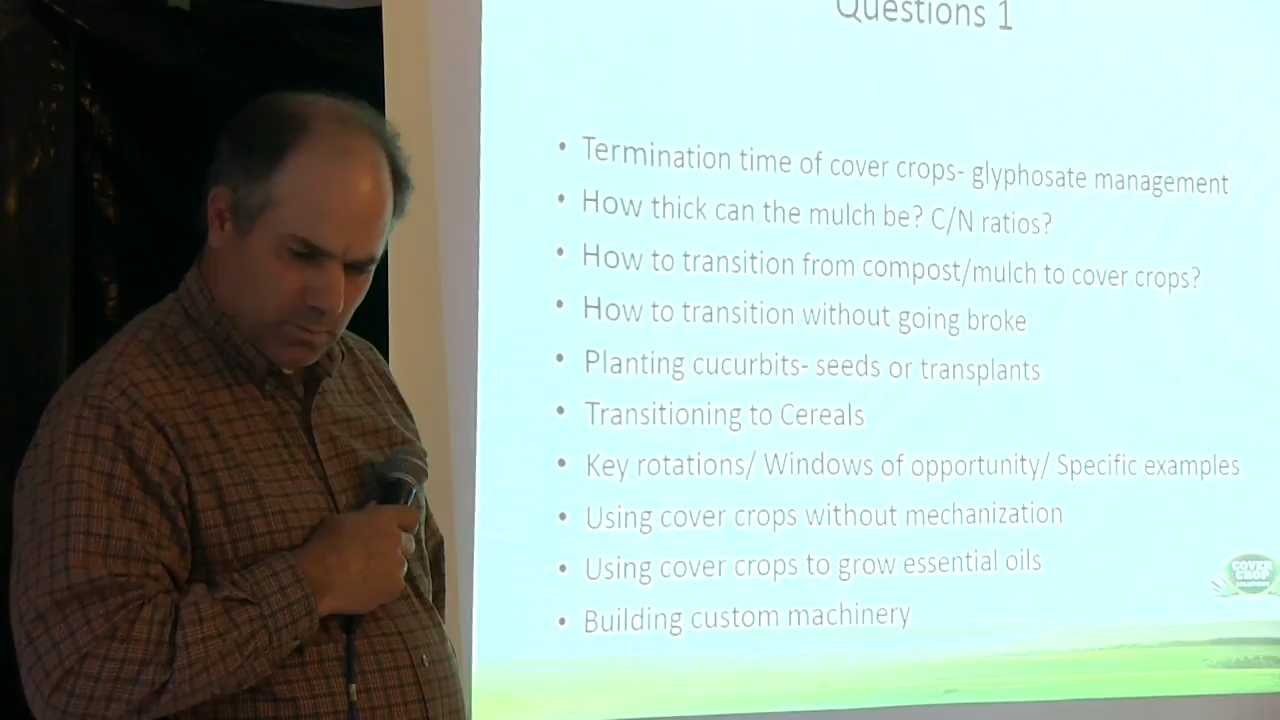 Questions 1
• Termination time of cover crops- glyphosate management
• How thick can the mulch be? C/N ratios?
• How to transition from compost/mulch to cover crops?
• How to transition without going broke
• Planting cucurbits- seeds or transplants
• Transitioning to Cereals
• Key rotations/ Windows of opportunity/ Specific examples
• Using cover crops without mechanization
• Using cover crops to grow essential oils
• Building custom machinery
COVER
CROP